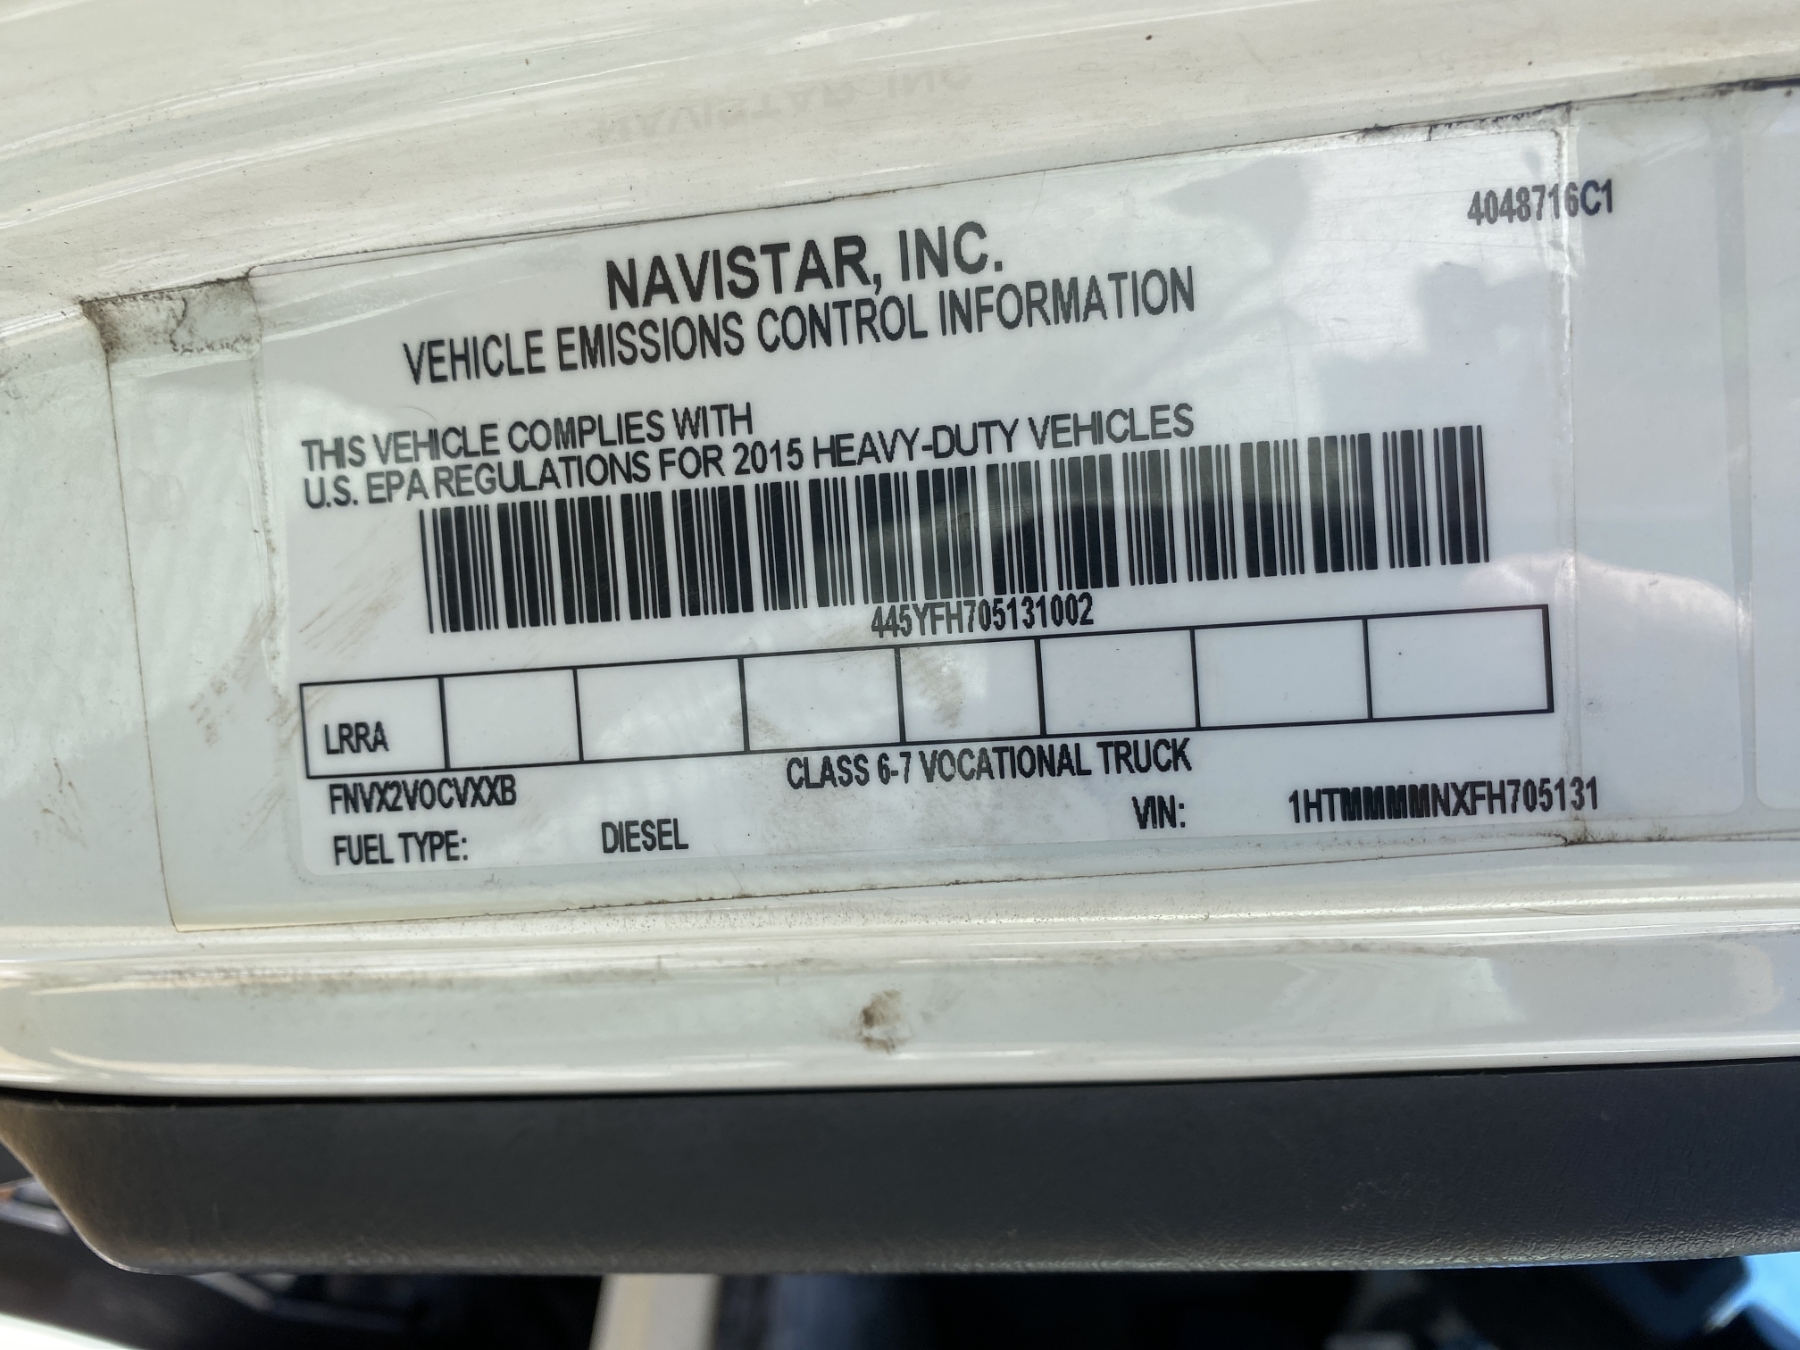 4048716C1
NAVISTAR, INC.
VEHICLE EMISSIONS CONTROL INFORMATION
THIS VEHICLE COMPLIES WITH
U.S. EPA REGULATIONS FOR 2015 HEAVY-DUTY VEHICLES
445YFH705131002
LRRA
FNVX2VOCVXXB CLASS 6-7 VOCATIONAL TRUCK
FUEL TYPE: DIESEL VIN: 1HTMMMMNXFH705131